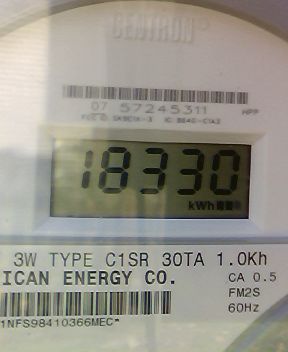 CENTRON
07 57245311 HPP
18330
kWh
3W TYPE C1SR 30TA 1.0Kh
ICAN ENERGY CO. CA 0.5
FM2S
60Hz
1NFS98410366MEC*